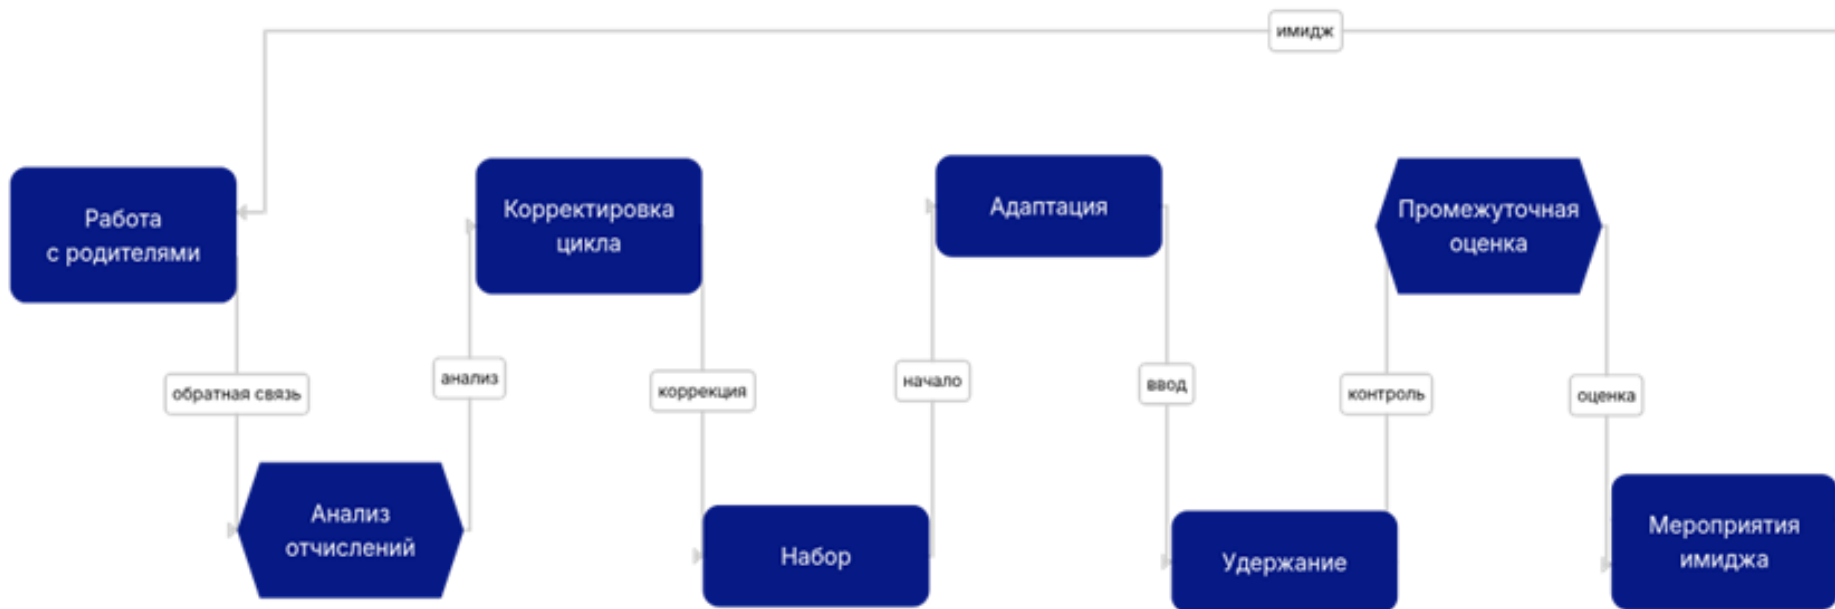 имидж
Работа
с родителями
обратная связь
Анализ
отчислений
анализ
Корректировка
цикла
коррекция
Набор
начало
Адаптация
ввод
Удержание
контроль
Промежуточная
оценка
оценка
Мероприятия
имиджа